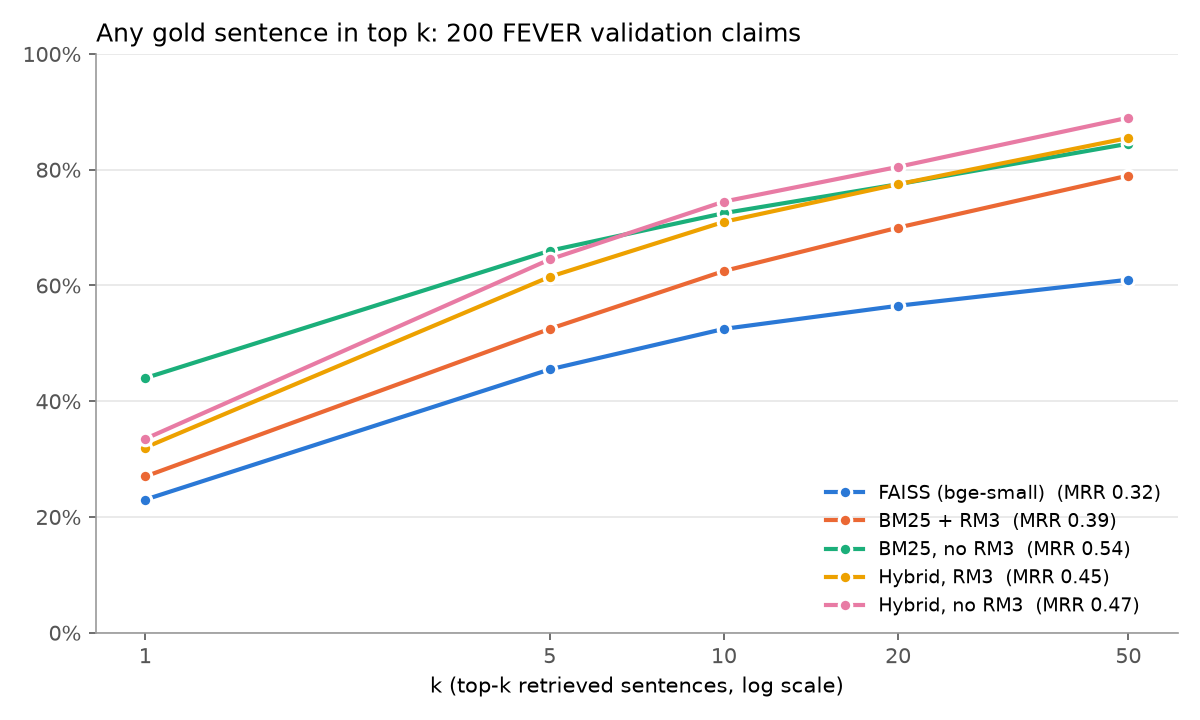 Any gold sentence in top k: 200 FEVER validation claims
100%
80%
60%
40%
20%
0%
FAISS (bge-small)  (MRR 0.32)
BM25 + RM3  (MRR 0.39)
BM25, no RM3  (MRR 0.54)
Hybrid, RM3  (MRR 0.45)
Hybrid, no RM3  (MRR 0.47)
1 5 10 20 50
k (top-k retrieved sentences, log scale)